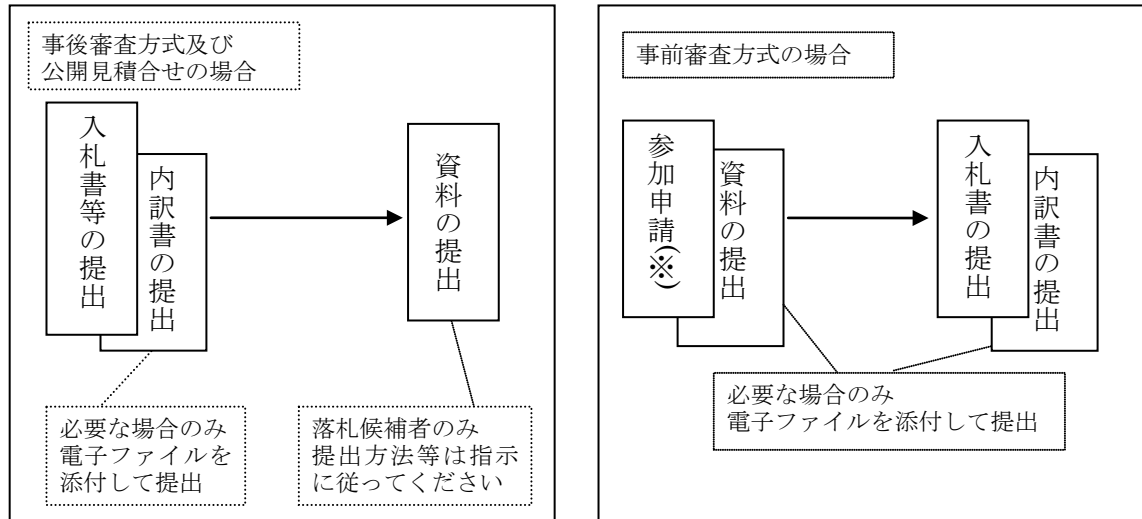 事後審査方式及び
公開見積合せの場合
入札書等の提出
内訳書の提出
資料の提出
必要な場合のみ
電子ファイルを
添付して提出
落札候補者のみ
提出方法等は指示
に従ってください
事前審査方式の場合
参加申請(※)
資料の提出
入札書の提出
内訳書の提出
必要な場合のみ
電子ファイルを添付して提出